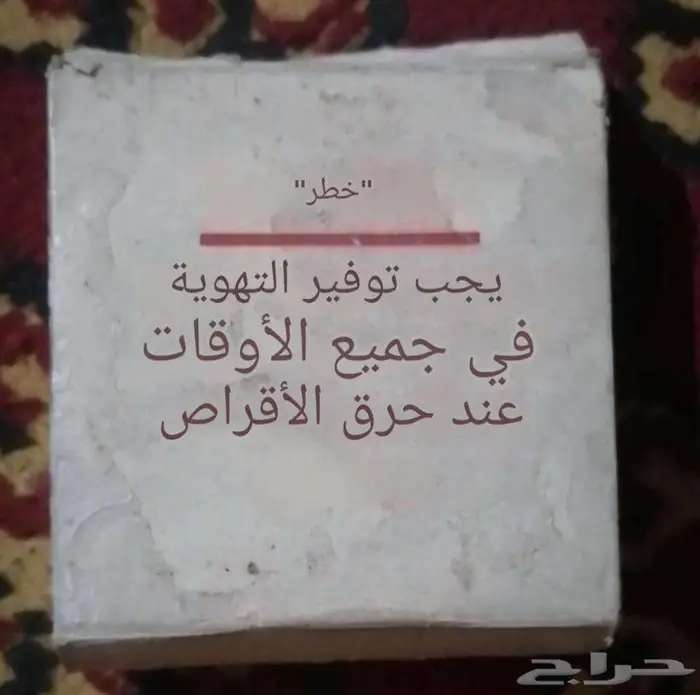 "خطر"
يجب توفير التهوية
في جميع الأوقات
عند حرق الأقراص
حراج